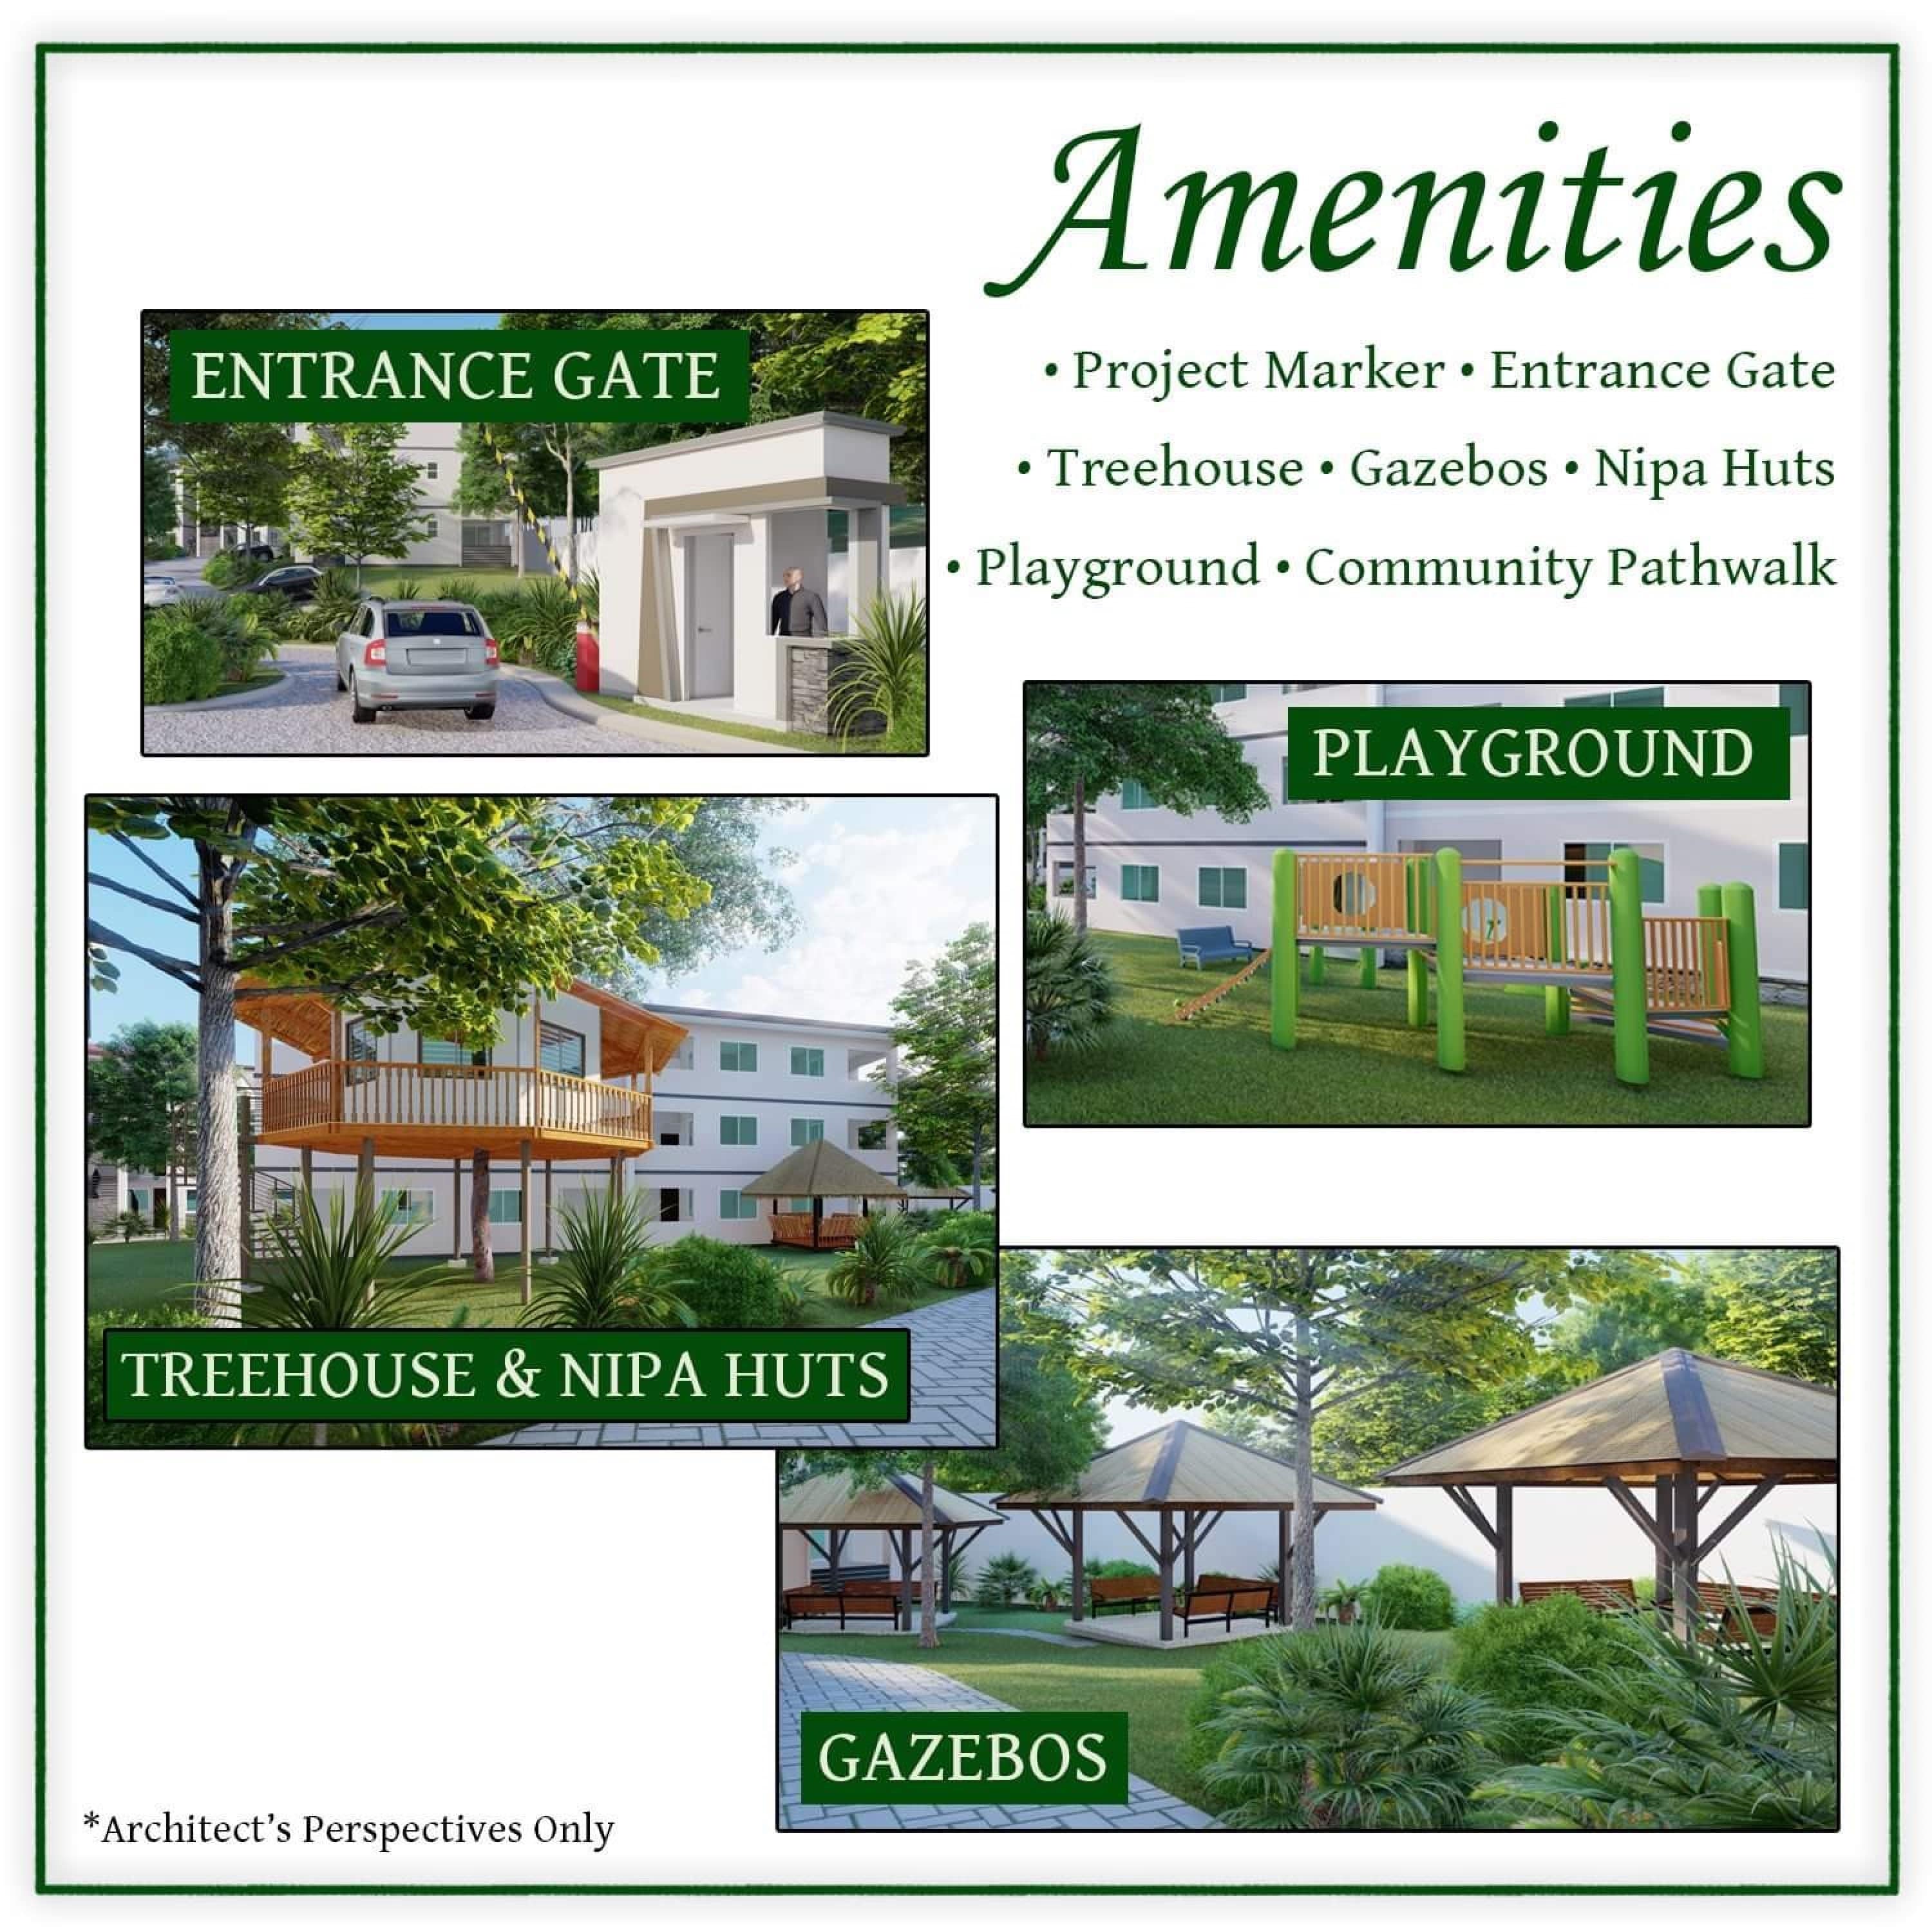 Amenities
• Project Marker • Entrance Gate
• Treehouse • Gazebos • Nipa Huts
• Playground • Community Pathwalk
ENTRANCE GATE
PLAYGROUND
TREEHOUSE & NIPA HUTS
GAZEBOS
*Architect's Perspectives Only